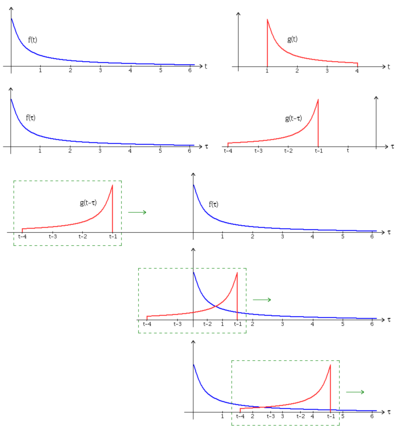 f(t)
g(t)
1 2 3 4 5 6 t
1 2 3 4 t
f(τ)
g(t-τ)
1 2 3 4 5 6 τ
t-4 t-3 t-2 t-1 t τ
g(t-τ)
f(τ)
t-4 t-3 t-2 t-1 1 2 3 4 5 6 τ
t-4 t-3 t-2 t-1 2 3 4 5 6 τ
1 t-4 t-3 t-2 4 t-1 5 6 τ